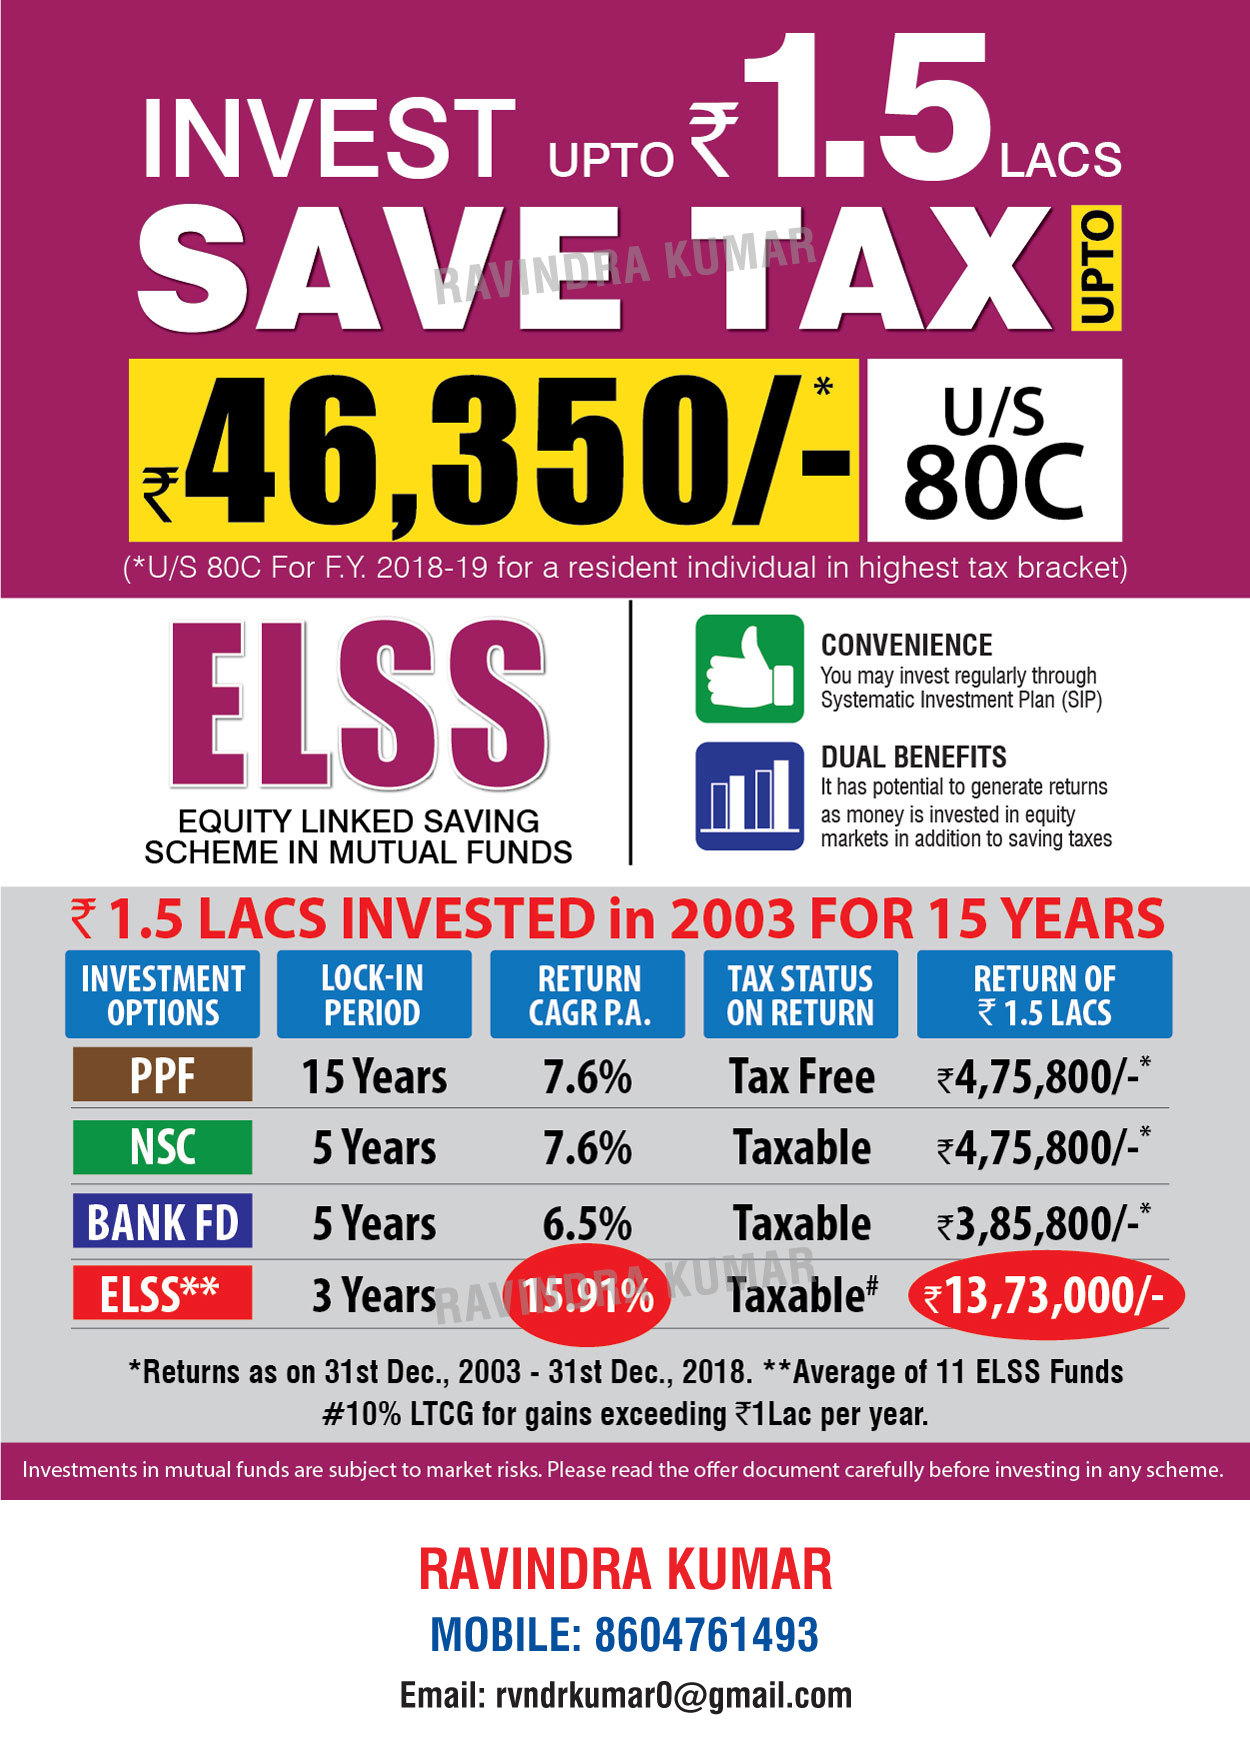 INVEST UPTO ₹1.5 LACS
SAVE TAX UPTO
RAVINDRA KUMAR
₹46,350/-* U/S 80C
(*U/S 80C For F.Y. 2018-19 for a resident individual in highest tax bracket)
ELSS
EQUITY LINKED SAVING
SCHEME IN MUTUAL FUNDS
CONVENIENCE
You may invest regularly through
Systematic Investment Plan (SIP)
DUAL BENEFITS
It has potential to generate returns
as money is invested in equity
markets in addition to saving taxes
₹ 1.5 LACS INVESTED in 2003 FOR 15 YEARS
INVESTMENT OPTIONS LOCK-IN PERIOD RETURN CAGR P.A. TAX STATUS ON RETURN RETURN OF ₹ 1.5 LACS
PPF 15 Years 7.6% Tax Free ₹4,75,800/-*
NSC 5 Years 7.6% Taxable ₹4,75,800/-*
BANK FD 5 Years 6.5% Taxable ₹3,85,800/-*
ELSS** 3 Years 15.91% Taxable# ₹13,73,000/-
RAVINDRA KUMAR
*Returns as on 31st Dec., 2003 - 31st Dec., 2018. **Average of 11 ELSS Funds
#10% LTCG for gains exceeding ₹1Lac per year.
Investments in mutual funds are subject to market risks. Please read the offer document carefully before investing in any scheme.
RAVINDRA KUMAR
MOBILE: 8604761493
Email: rvndrkumar0@gmail.com